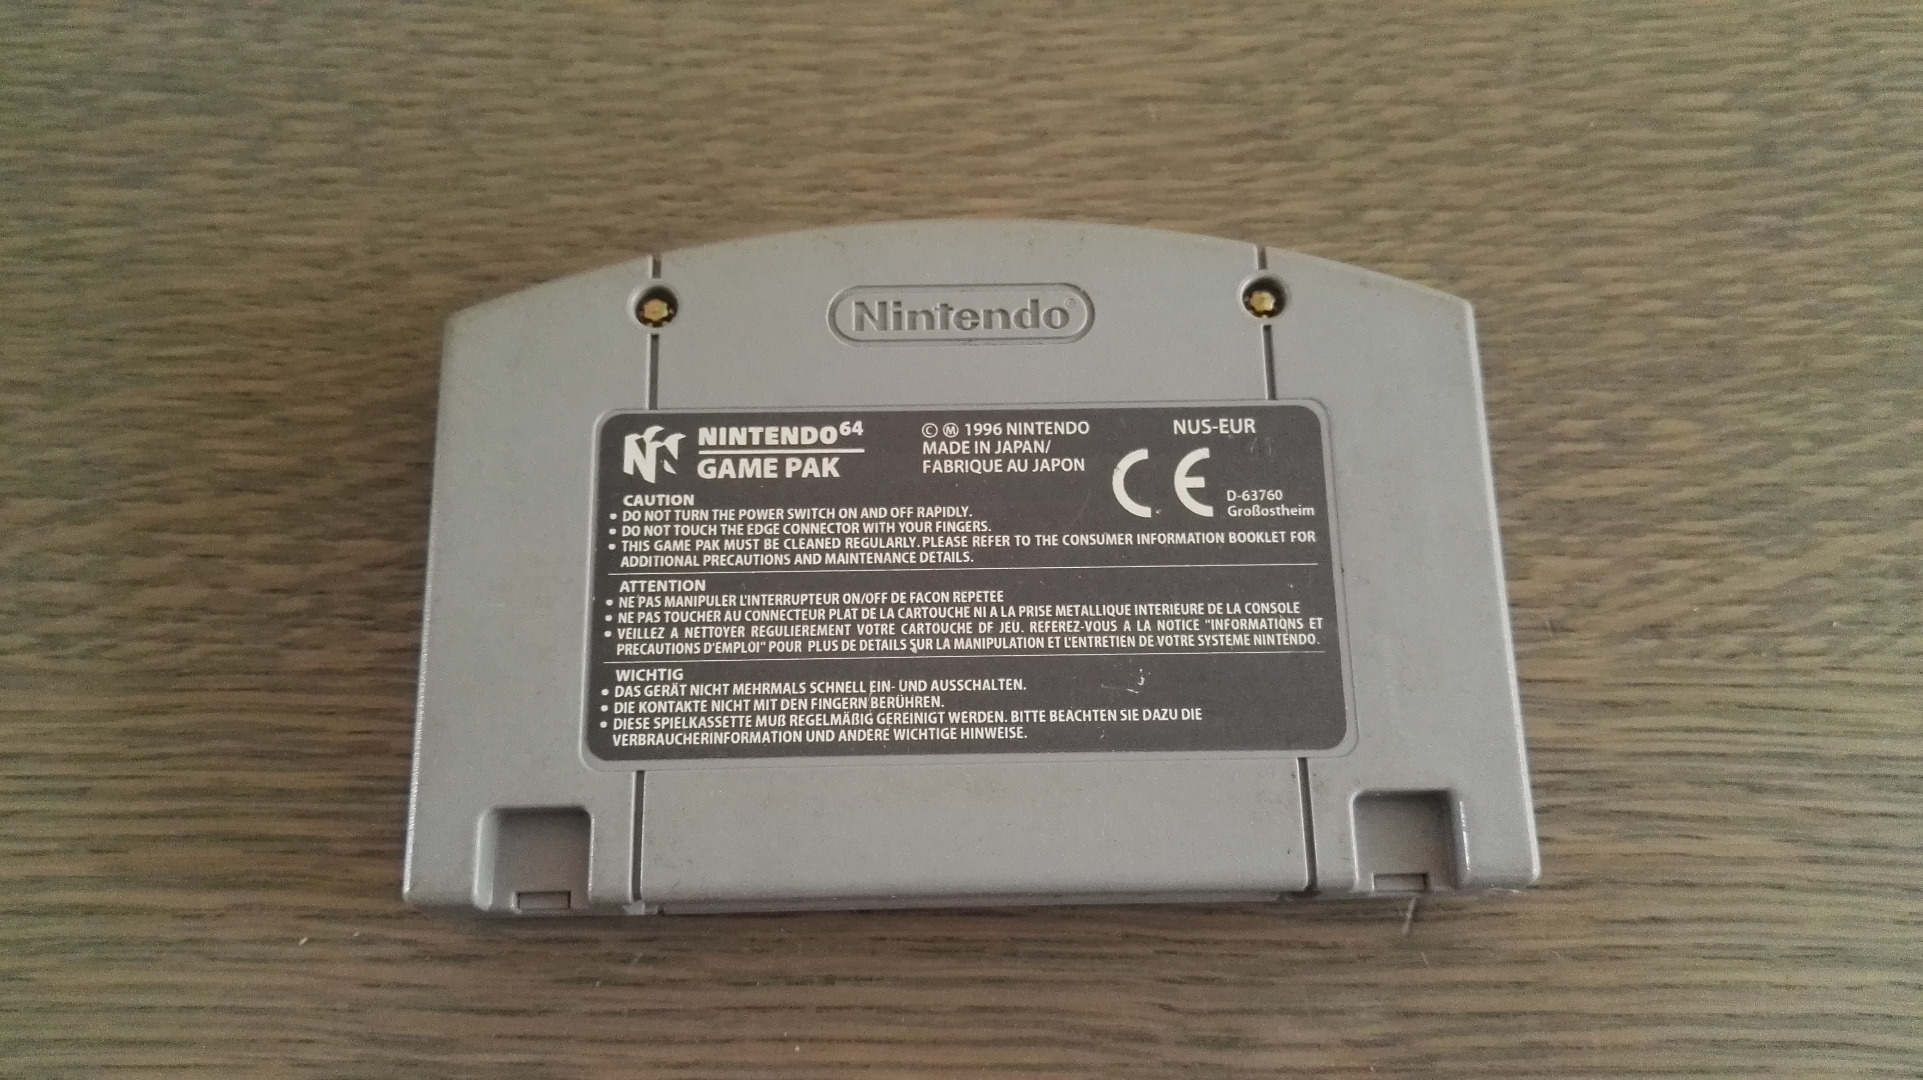 Nintendo®
NINTENDO64
GAME PAK
© Ⓜ 1996 NINTENDO
MADE IN JAPAN/
FABRIQUE AU JAPON
NUS-EUR
CE
D-63760
Großostheim
CAUTION
• DO NOT TURN THE POWER SWITCH ON AND OFF RAPIDLY.
• DO NOT TOUCH THE EDGE CONNECTOR WITH YOUR FINGERS.
• THIS GAME PAK MUST BE CLEANED REGULARLY. PLEASE REFER TO THE CONSUMER INFORMATION BOOKLET FOR
ADDITIONAL PRECAUTIONS AND MAINTENANCE DETAILS.
ATTENTION
• NE PAS MANIPULER L'INTERRUPTEUR ON/OFF DE FACON REPETEE
• NE PAS TOUCHER AU CONNECTEUR PLAT DE LA CARTOUCHE NI A LA PRISE METALLIQUE INTERIEURE DE LA CONSOLE
• VEILLEZ A NETTOYER REGULIEREMENT VOTRE CARTOUCHE DE JEU. REFEREZ-VOUS A LA NOTICE "INFORMATIONS ET
PRECAUTIONS D'EMPLOI" POUR PLUS DE DETAILS SUR LA MANIPULATION ET L'ENTRETIEN DE VOTRE SYSTEME NINTENDO.
WICHTIG
• DAS GERÄT NICHT MEHRMALS SCHNELL EIN- UND AUSSCHALTEN.
• DIE KONTAKTE NICHT MIT DEN FINGERN BERÜHREN.
• DIESE SPIELKASSETTE MUß REGELMÄßIG GEREINIGT WERDEN. BITTE BEACHTEN SIE DAZU DIE
VERBRAUCHERINFORMATION UND ANDERE WICHTIGE HINWEISE.